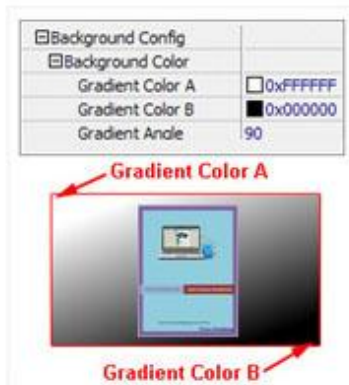 Background Config
Background Color
Gradient Color A 0xFFFFFF
Gradient Color B 0x000000
Gradient Angle 90
Gradient Color A
Gradient Color B